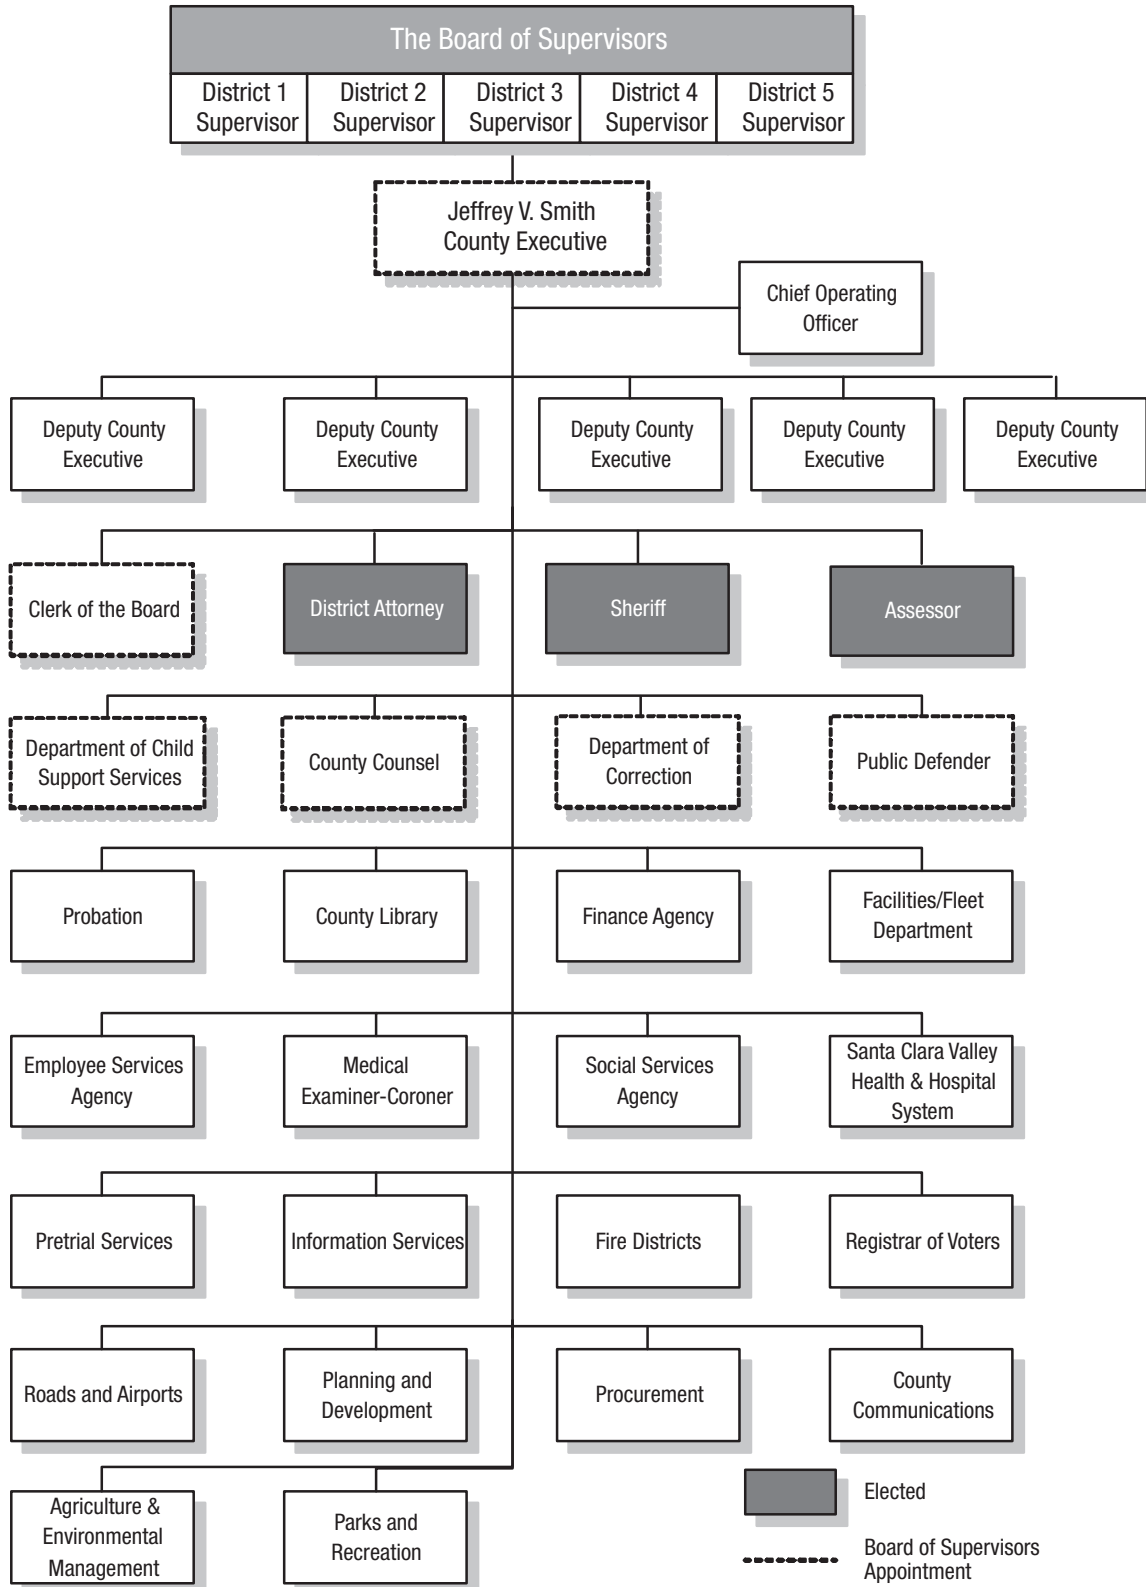 The Board of Supervisors
District 1
Supervisor
District 2
Supervisor
District 3
Supervisor
District 4
Supervisor
District 5
Supervisor
Jeffrey V. Smith
County Executive
Chief Operating
Officer
Deputy County
Executive
Deputy County
Executive
Deputy County
Executive
Deputy County
Executive
Deputy County
Executive
Clerk of the Board
District Attorney
Sheriff
Assessor
Department of Child
Support Services
County Counsel
Department of
Correction
Public Defender
Probation
County Library
Finance Agency
Facilities/Fleet
Department
Employee Services
Agency
Medical
Examiner-Coroner
Social Services
Agency
Santa Clara Valley
Health & Hospital
System
Pretrial Services
Information Services
Fire Districts
Registrar of Voters
Roads and Airports
Planning and
Development
Procurement
County
Communications
Agriculture &
Environmental
Management
Parks and
Recreation
Elected
Board of Supervisors
Appointment